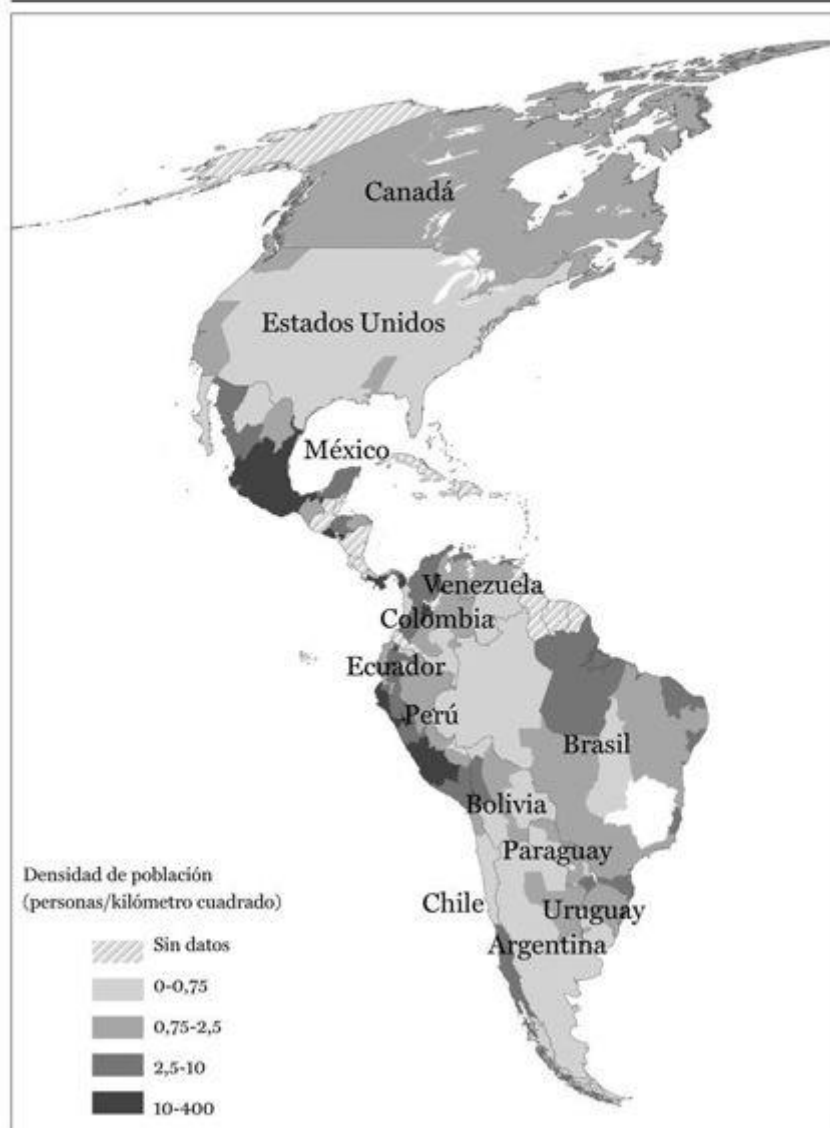 Canadá
Estados Unidos
México
Venezuela
Colombia
Ecuador
Perú
Brasil
Bolivia
Paraguay
Chile
Uruguay
Argentina
Densidad de población
(personas/kilómetro cuadrado)
Sin datos
0-0,75
0,75-2,5
2,5-10
10-400